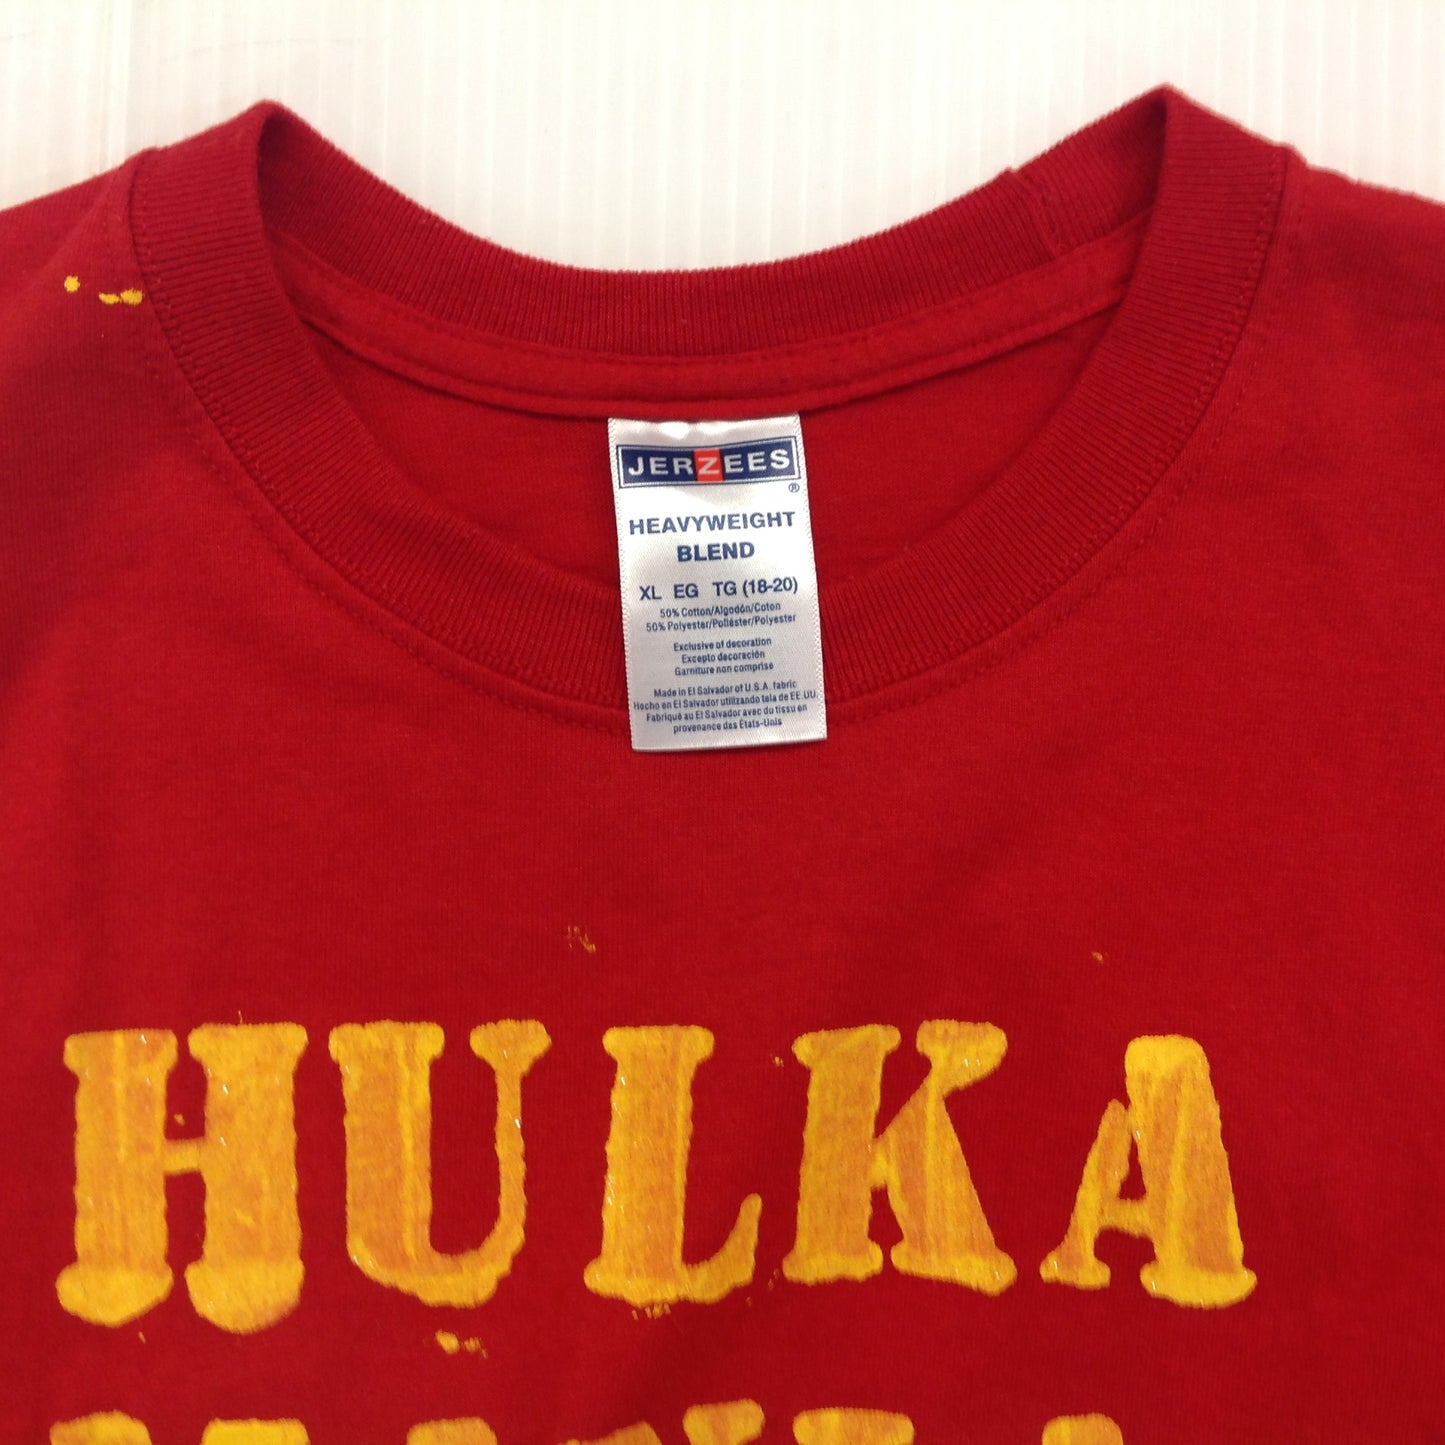 JERZEES
®
HEAVYWEIGHT
BLEND
XL EG TG (18-20)
50% Cotton/Algodón/Coton
50% Polyester/Poliéster/Polyester
Exclusive of decoration
Excepto decoración
Garniture non comprise
Made in El Salvador of U.S.A. fabric
Hecho en El Salvador utilizando tela de EE.UU.
Fabriqué au El Salvador avec du tissu en
provenance des États-Unis
HULKA